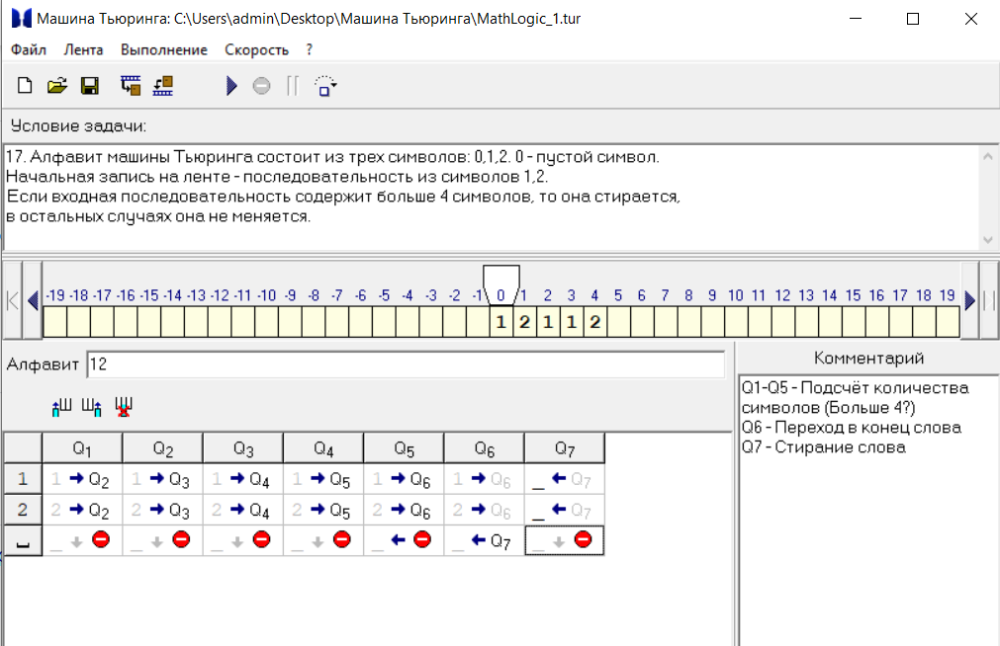 Машина Тьюринга: C:\Users\admin\Desktop\Машина Тьюринга\MathLogic_1.tur
Файл Лента Выполнение Скорость ?
Условие задачи:
17. Алфавит машины Тьюринга состоит из трех символов: 0,1,2. 0 - пустой символ.
Начальная запись на ленте - последовательность из символов 1,2.
Если входная последовательность содержит больше 4 символов, то она стирается,
в остальных случаях она не меняется.
-19 -18 -17 -16 -15 -14 -13 -12 -11 -10 -9 -8 -7 -6 -5 -4 -3 -2 -1 0 1 2 3 4 5 6 7 8 9 10 11 12 13 14 15 16 17 18 19
1 2 1 1 2
Алфавит 12
Q1 Q2 Q3 Q4 Q5 Q6 Q7
1 1 → Q2 1 → Q3 1 → Q4 1 → Q5 1 → Q6 1 → Q6 _ ← Q7
2 2 → Q2 2 → Q3 2 → Q4 2 → Q5 2 → Q6 2 → Q6 _ ← Q7
_ ↓ _ ↓ _ ↓ _ ↓ _ ← _ ← Q7 _ ↓
Комментарий
Q1-Q5 - Подсчёт количества
символов (Больше 4?)
Q6 - Переход в конец слова
Q7 - Стирание слова